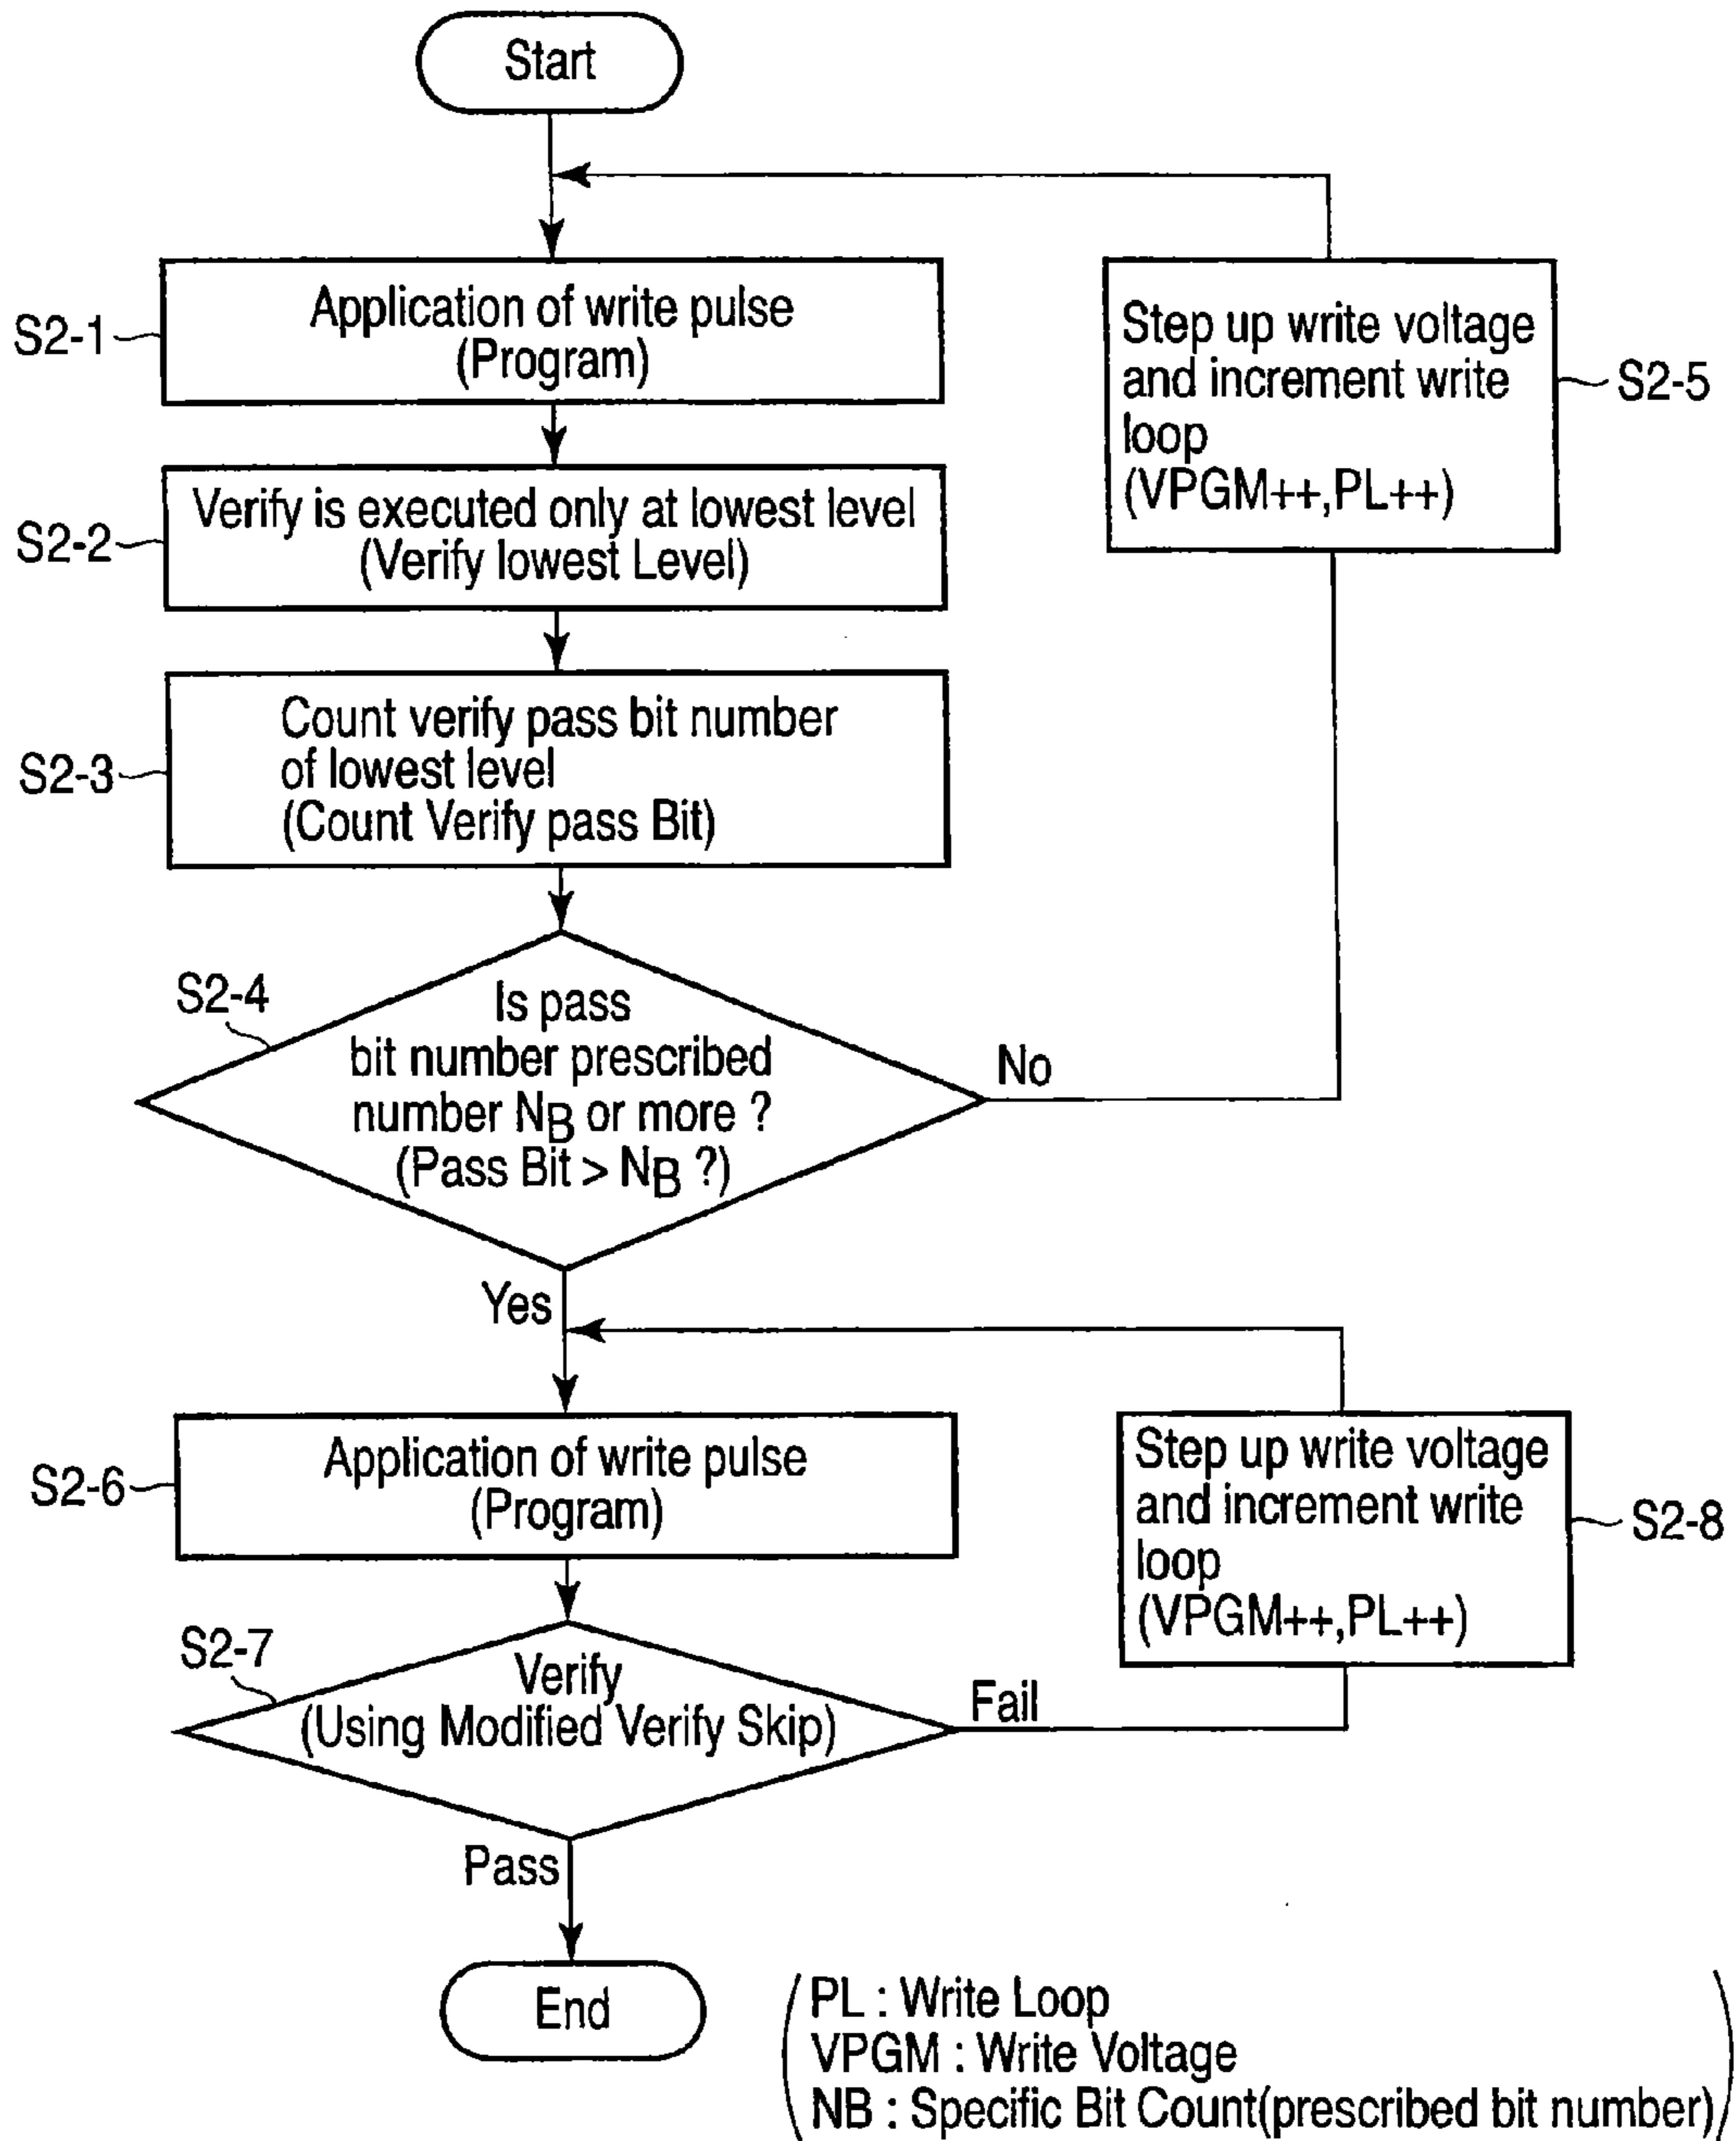 Start
S2-1
Application of write pulse
(Program)
S2-2
Verify is executed only at lowest level
(Verify lowest Level)
S2-3
Count verify pass bit number
of lowest level
(Count Verify pass Bit)
S2-4
Is pass
bit number prescribed
number NB or more ?
(Pass Bit > NB ?)
No
Step up write voltage
and increment write
loop
(VPGM++,PL++)
S2-5
Yes
S2-6
Application of write pulse
(Program)
S2-7
Verify
(Using Modified Verify Skip)
Fail
Step up write voltage
and increment write
loop
(VPGM++,PL++)
S2-8
Pass
End
PL : Write Loop
VPGM : Write Voltage
NB : Specific Bit Count(prescribed bit number)